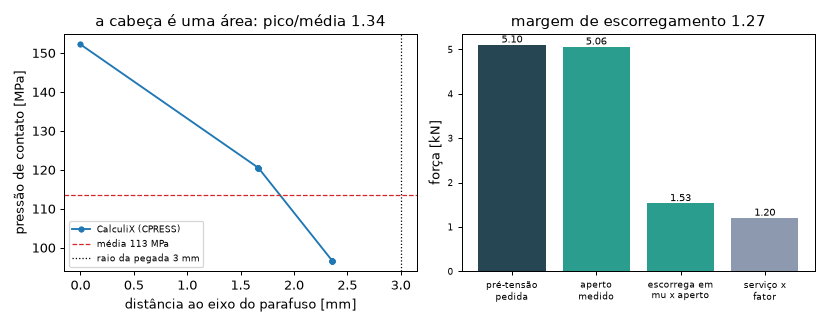 a cabeça é uma área: pico/média 1.34
pressão de contato [MPa]
150
140
130
120
110
100
CalculiX (CPRESS)
média 113 MPa
raio da pegada 3 mm
0.0 0.5 1.0 1.5 2.0 2.5 3.0
distância ao eixo do parafuso [mm]
margem de escorregamento 1.27
força [kN]
5
4
3
2
1
0
5.10
5.06
1.53
1.20
pré-tensão
pedida
aperto
medido
escorrega em
mu x aperto
serviço x
fator